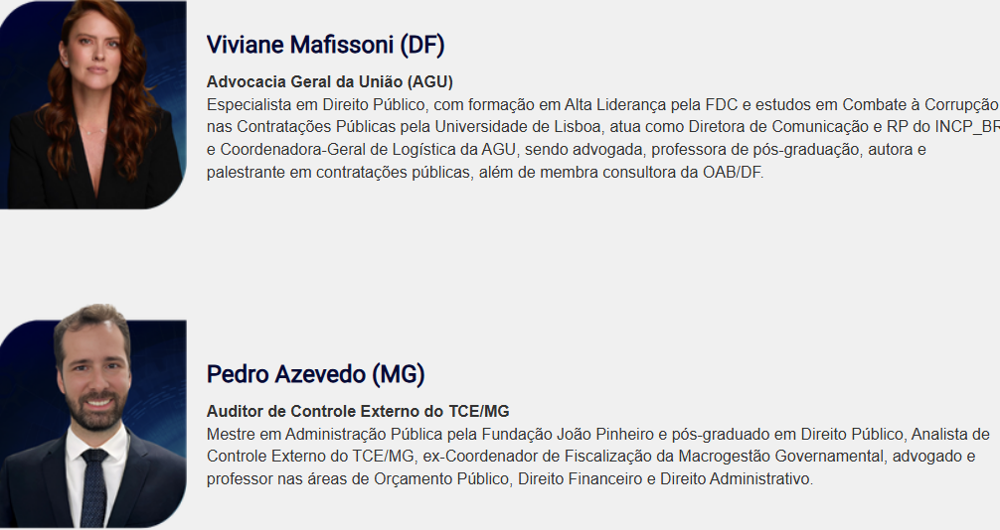 Viviane Mafissoni (DF)
Advocacia Geral da União (AGU)
Especialista em Direito Público, com formação em Alta Liderança pela FDC e estudos em Combate à Corrupção
nas Contratações Públicas pela Universidade de Lisboa, atua como Diretora de Comunicação e RP do INCP_BR
e Coordenadora-Geral de Logística da AGU, sendo advogada, professora de pós-graduação, autora e
palestrante em contratações públicas, além de membra consultora da OAB/DF.
Pedro Azevedo (MG)
Auditor de Controle Externo do TCE/MG
Mestre em Administração Pública pela Fundação João Pinheiro e pós-graduado em Direito Público, Analista de
Controle Externo do TCE/MG, ex-Coordenador de Fiscalização da Macrogestão Governamental, advogado e
professor nas áreas de Orçamento Público, Direito Financeiro e Direito Administrativo.